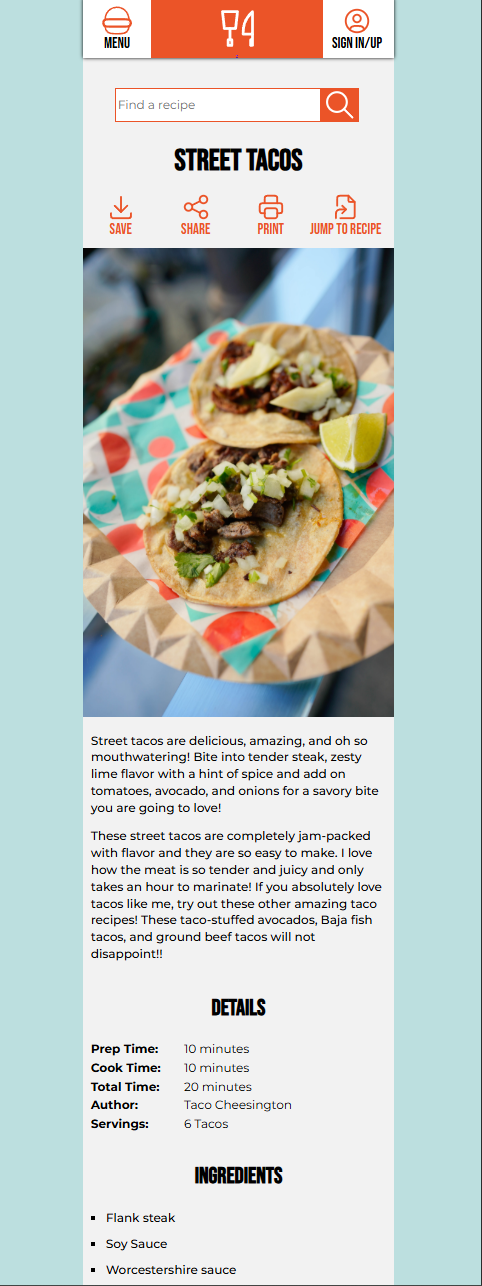 MENU
SIGN IN/UP
Find a recipe
STREET TACOS
SAVE
SHARE
PRINT
JUMP TO RECIPE
Street tacos are delicious, amazing, and oh so
mouthwatering! Bite into tender steak, zesty
lime flavor with a hint of spice and add on
tomatoes, avocado, and onions for a savory bite
you are going to love!
These street tacos are completely jam-packed
with flavor and they are so easy to make. I love
how the meat is so tender and juicy and only
takes an hour to marinate! If you absolutely love
tacos like me, try out these other amazing taco
recipes! These taco-stuffed avocados, Baja fish
tacos, and ground beef tacos will not
disappoint!!
DETAILS
Prep Time: 10 minutes
Cook Time: 10 minutes
Total Time: 20 minutes
Author: Taco Cheesington
Servings: 6 Tacos
INGREDIENTS
Flank steak
Soy Sauce
Worcestershire sauce